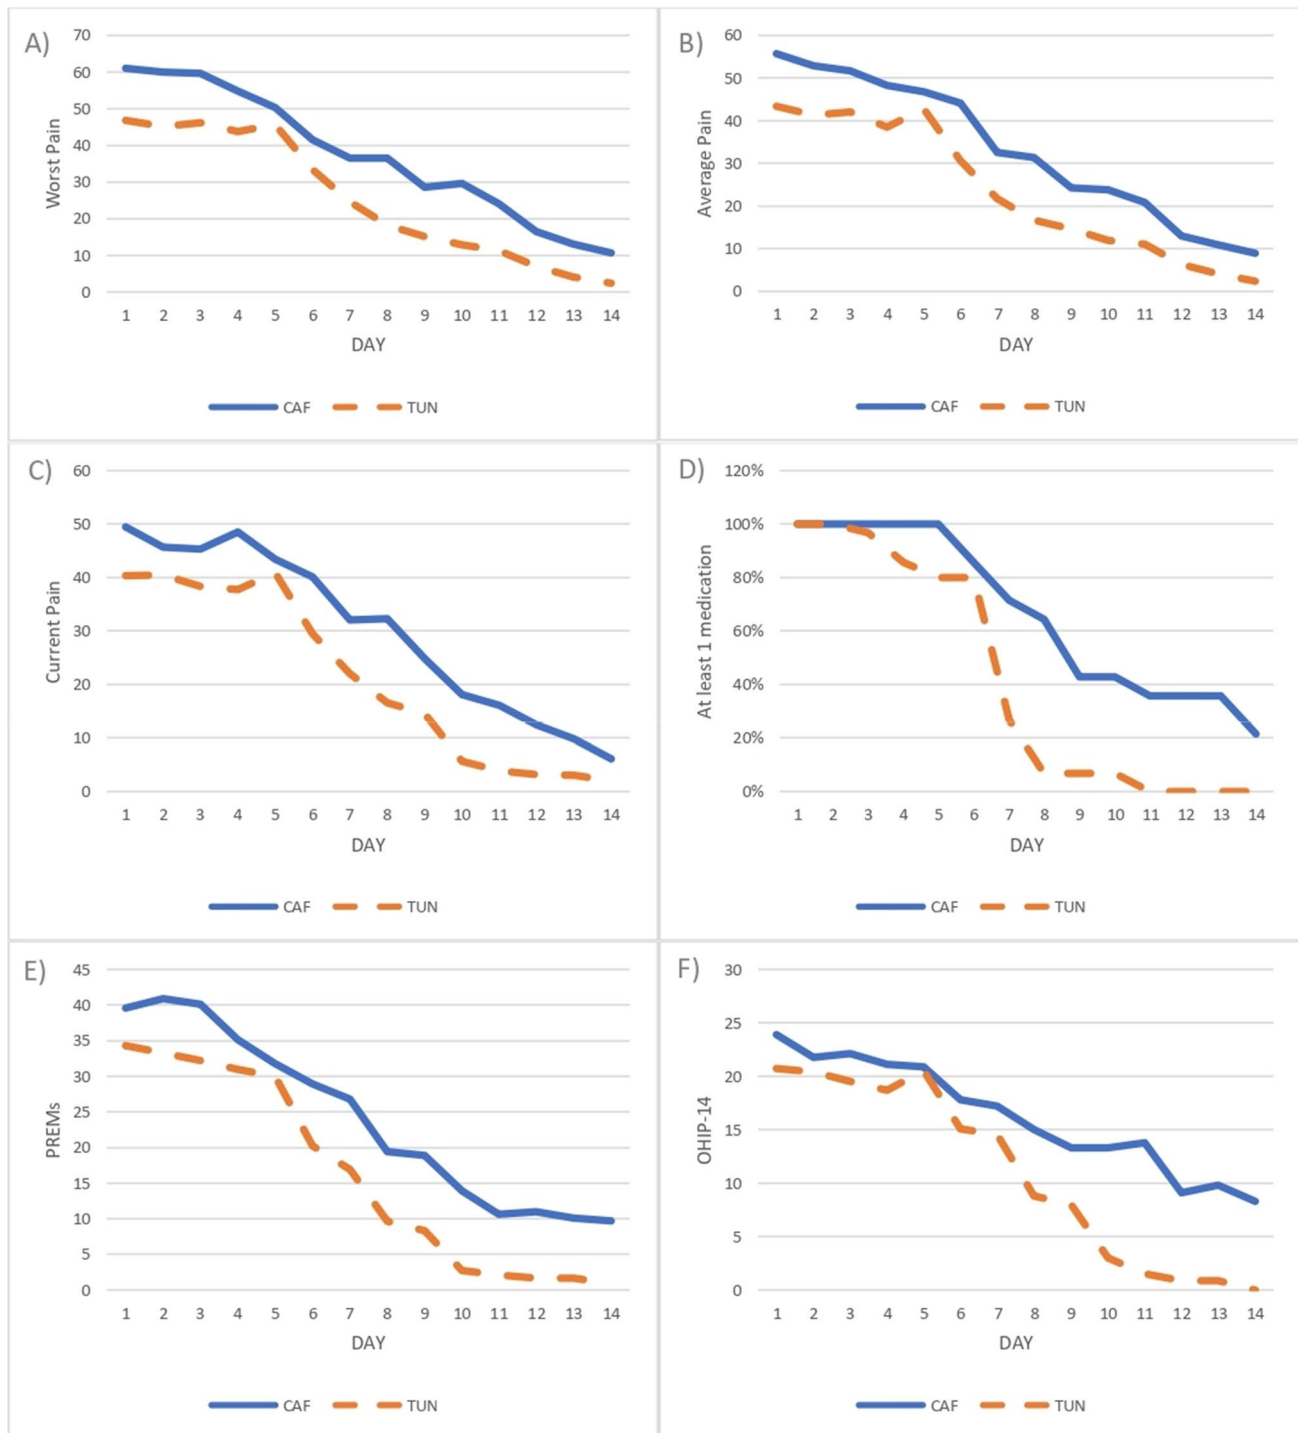 A)
Worst Pain
70
60
50
40
30
20
10
0
1 2 3 4 5 6 7 8 9 10 11 12 13 14
DAY
CAF TUN
B)
Average Pain
60
50
40
30
20
10
0
1 2 3 4 5 6 7 8 9 10 11 12 13 14
DAY
CAF TUN
C)
Current Pain
60
50
40
30
20
10
0
1 2 3 4 5 6 7 8 9 10 11 12 13 14
DAY
CAF TUN
D)
At least 1 medication
120%
100%
80%
60%
40%
20%
0%
1 2 3 4 5 6 7 8 9 10 11 12 13 14
DAY
CAF TUN
E)
PREMs
45
40
35
30
25
20
15
10
5
0
1 2 3 4 5 6 7 8 9 10 11 12 13 14
DAY
CAF TUN
F)
OHIP-14
30
25
20
15
10
5
0
1 2 3 4 5 6 7 8 9 10 11 12 13 14
DAY
CAF TUN